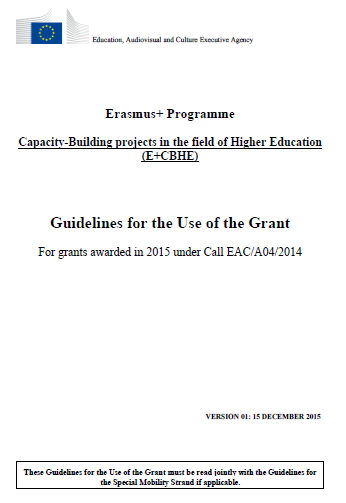 Education, Audiovisual and Culture Executive Agency
Erasmus+ Programme
Capacity-Building projects in the field of Higher Education
(E+CBHE)
Guidelines for the Use of the Grant
For grants awarded in 2015 under Call EAC/A04/2014
VERSION 01: 15 DECEMBER 2015
These Guidelines for the Use of the Grant must be read jointly with the Guidelines for
the Special Mobility Strand if applicable.